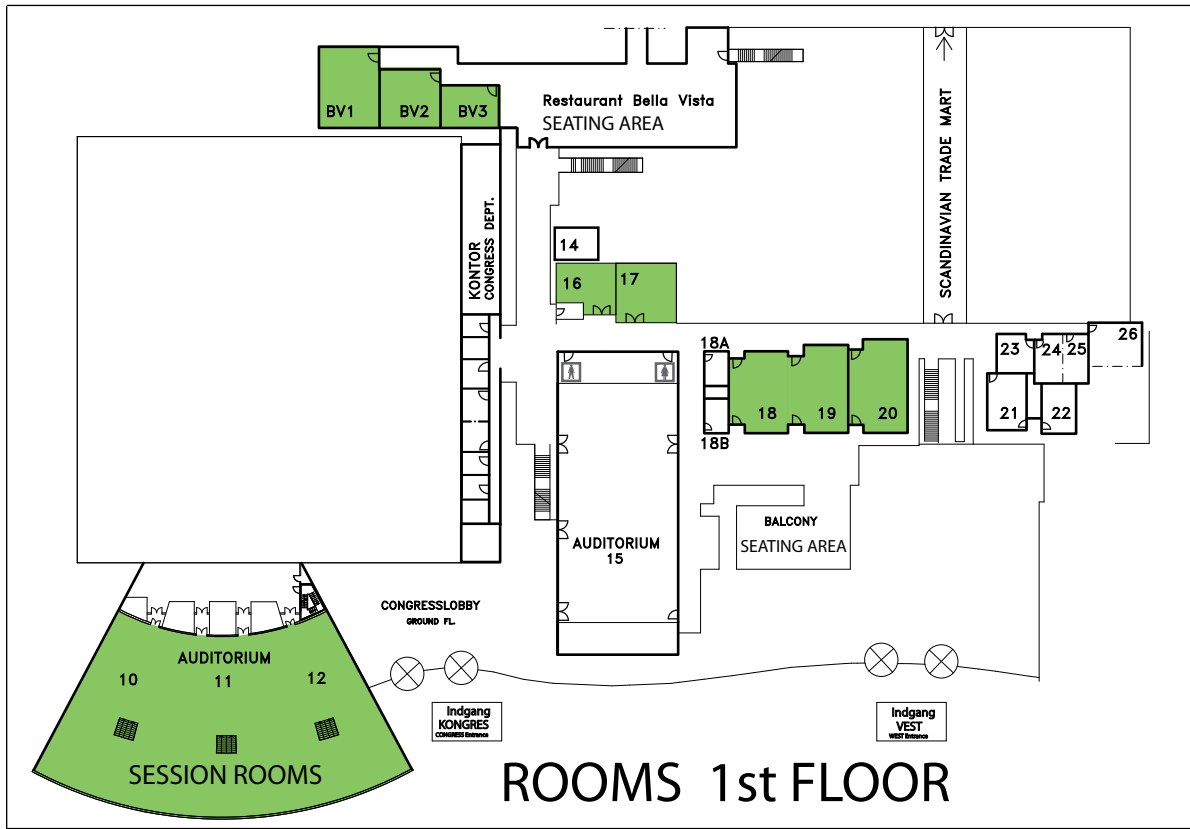 BV1
BV2
BV3
Restaurant Bella Vista
SEATING AREA
KONTOR
CONGRESS DEPT.
SCANDINAVIAN TRADE MART
14
16
17
18A
18B
18
19
20
23
24
25
26
21
22
AUDITORIUM
15
BALCONY
SEATING AREA
CONGRESSLOBBY
GROUND FL.
AUDITORIUM
10
11
12
SESSION ROOMS
Indgang
KONGRES
CONGRESS Entrance
Indgang
VEST
WEST Entrance
ROOMS 1st FLOOR